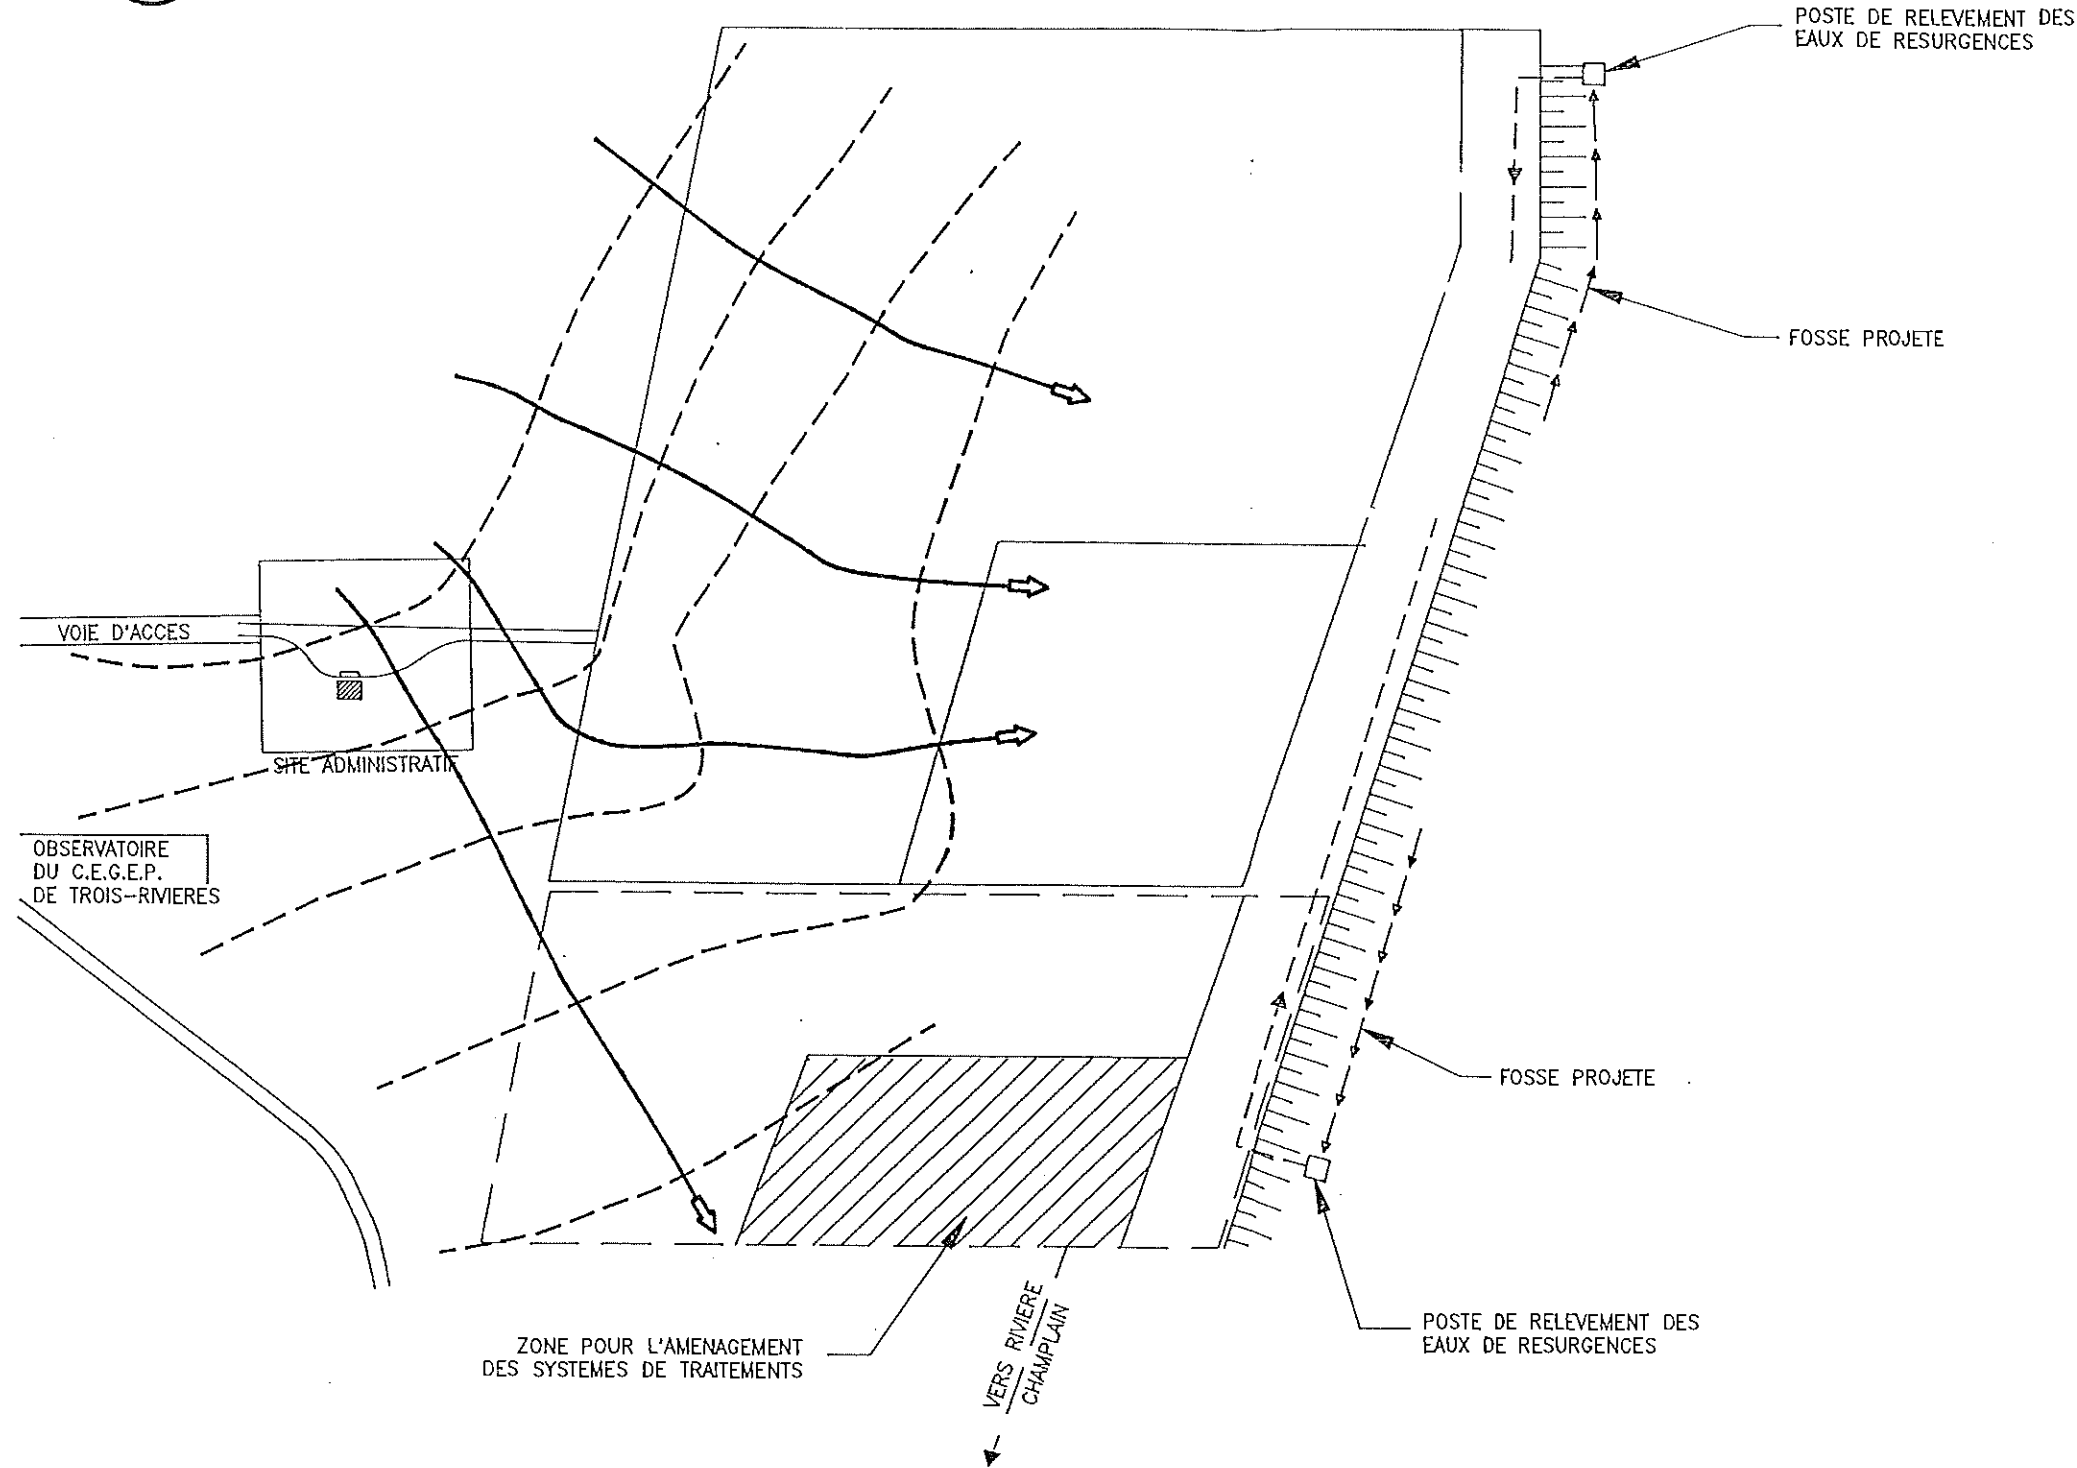 POSTE DE RELEVEMENT DES
EAUX DE RESURGENCES
FOSSE PROJETE
VOIE D'ACCES
SITE ADMINISTRATIF
OBSERVATOIRE
DU C.E.G.E.P.
DE TROIS-RIVIERES
FOSSE PROJETE
ZONE POUR L'AMENAGEMENT
DES SYSTEMES DE TRAITEMENTS
VERS RIVIERE
CHAMPLAIN
POSTE DE RELEVEMENT DES
EAUX DE RESURGENCES